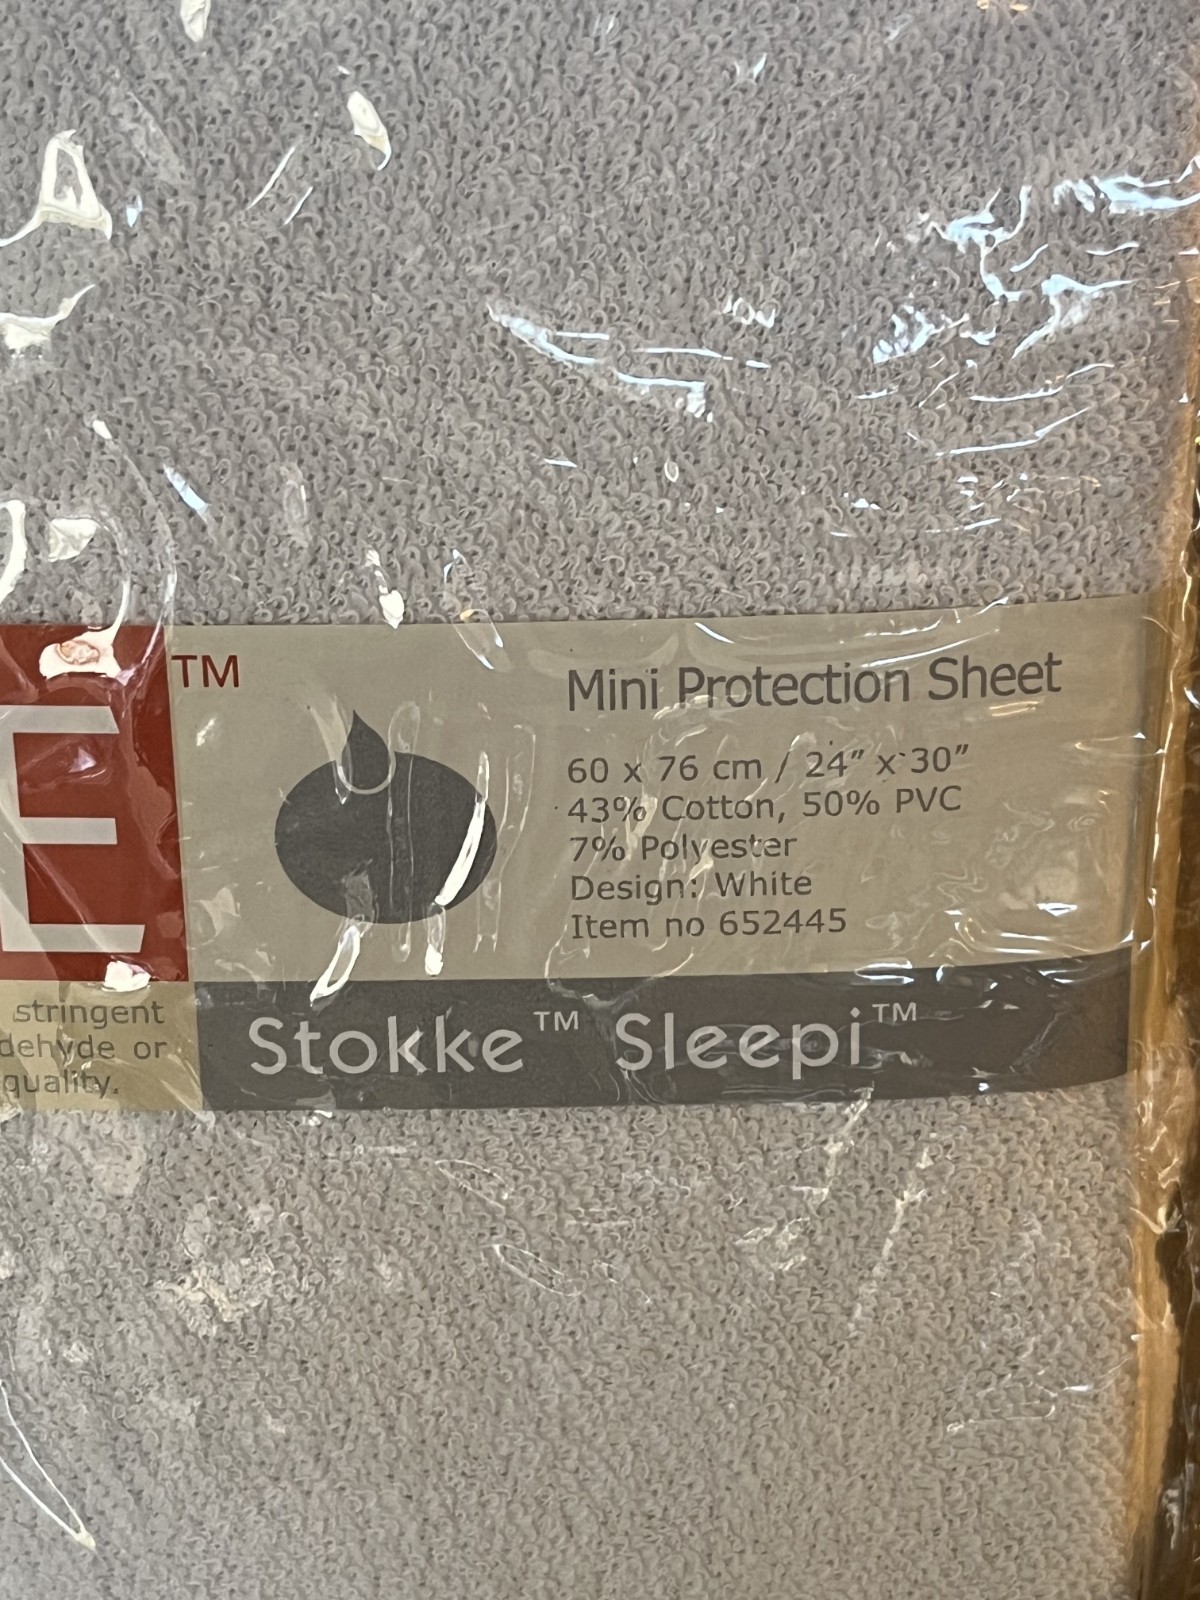 E™
Mini Protection Sheet
60 x 76 cm / 24” x 30”
43% Cotton, 50% PVC
7% Polyester
Design: White
Item no 652445
stringent
dehyde or
quality.
Stokke™ Sleepi™